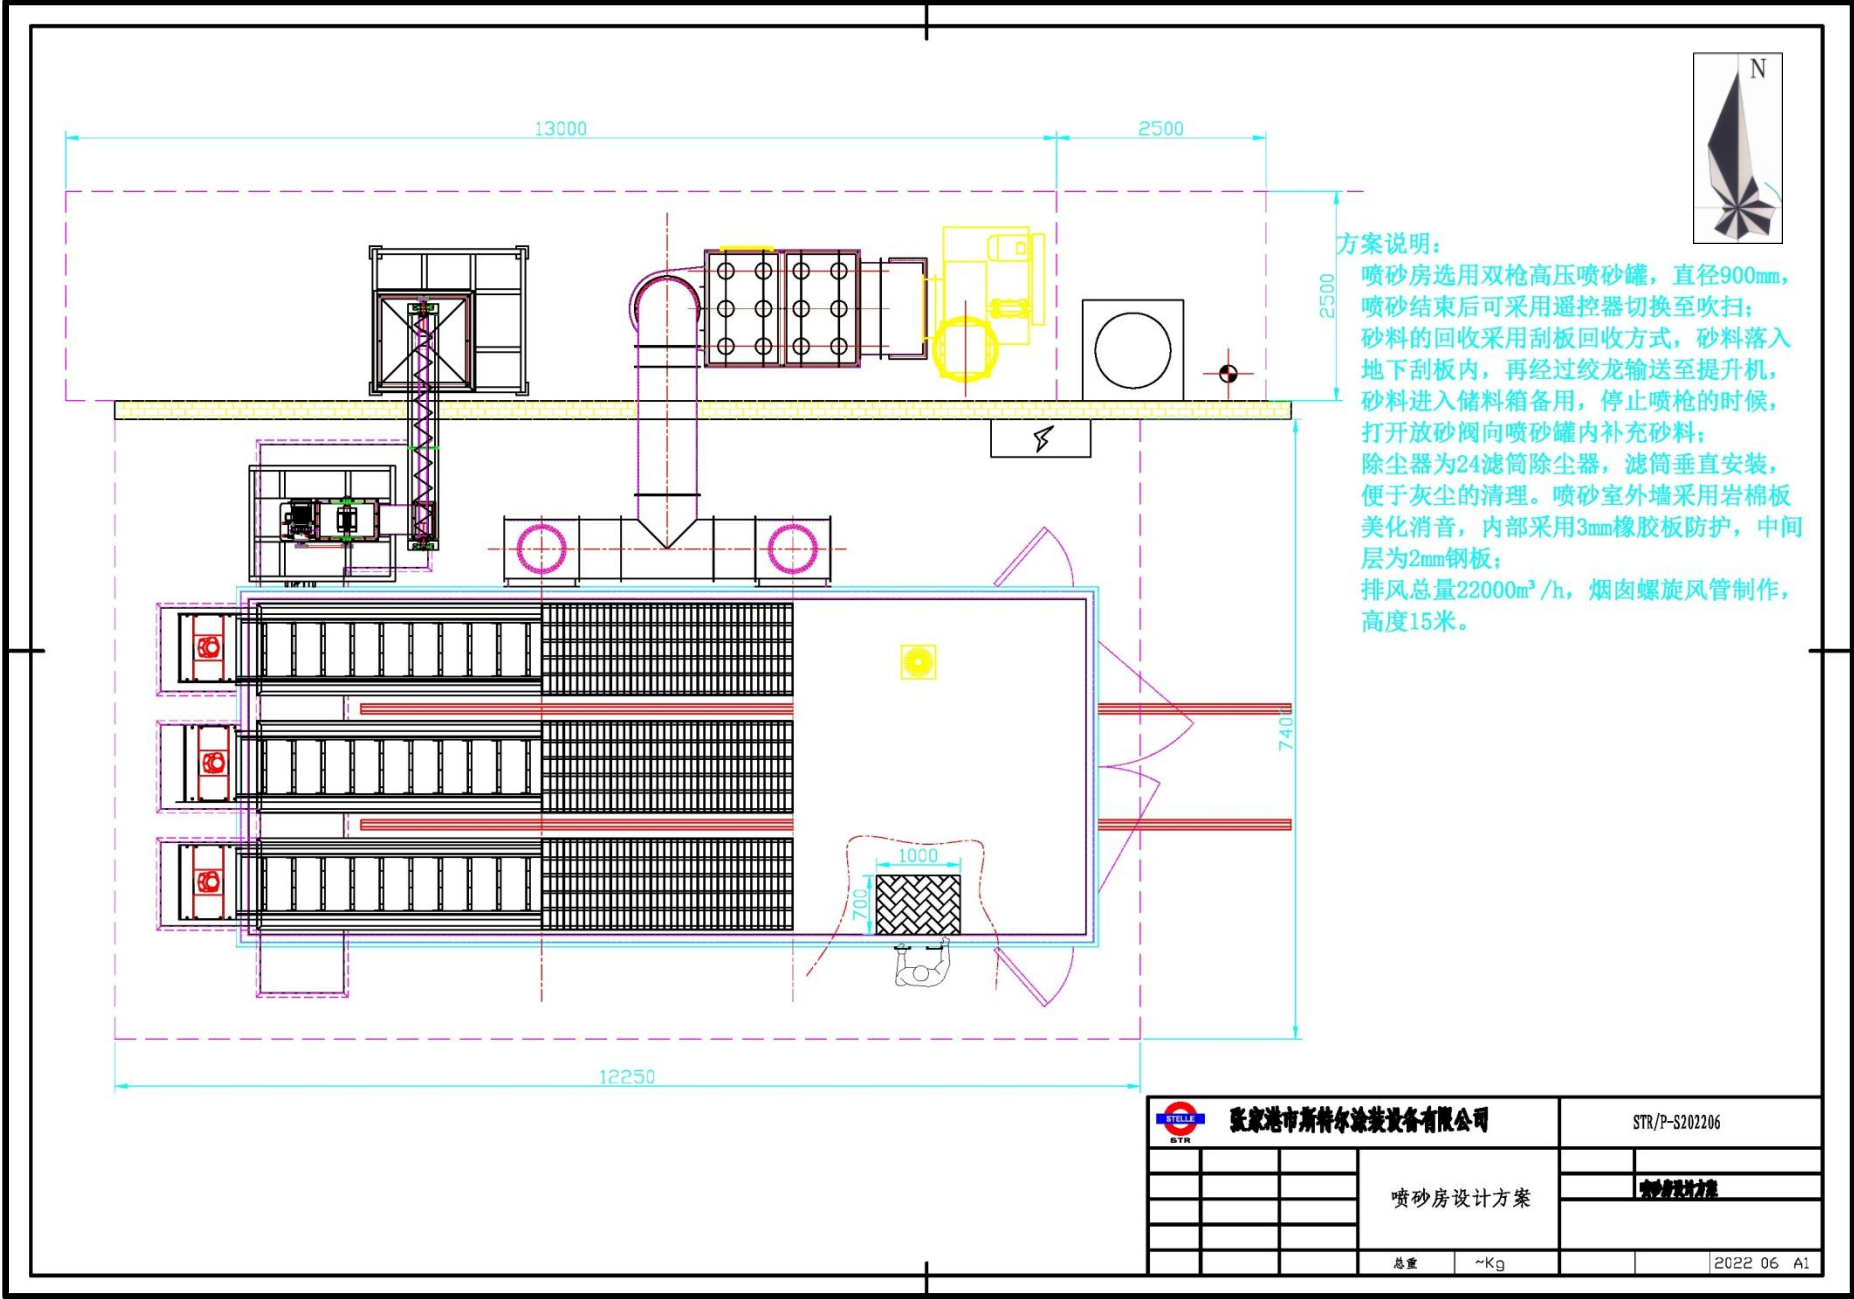 N
13000
2500
2500
方案说明：
喷砂房选用双枪高压喷砂罐，直径900mm，
喷砂结束后可采用遥控器切换至吹扫；
砂料的回收采用刮板回收方式，砂料落入
地下刮板内，再经过绞龙输送至提升机，
砂料进入储料箱备用，停止喷枪的时候，
打开放砂阀向喷砂罐内补充砂料；
除尘器为24滤筒除尘器，滤筒垂直安装，
便于灰尘的清理。喷砂室外墙采用岩棉板
美化消音，内部采用3mm橡胶板防护，中间
层为2mm钢板；
排风总量22000m³/h，烟囱螺旋风管制作，
高度15米。
7400
1000
700
12250
STELLE
STR
张家港市斯特尔涂装设备有限公司
STR/P-S202206
喷砂房设计方案
喷砂房设计方案
总重
~Kg
2022 06 A1